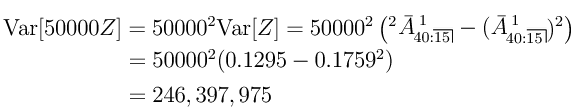 Var[50000Z] = 50000²Var[Z] = 50000² (²Ā¹₄₀:₁₅̅| − (Ā¹₄₀:₁₅̅|)²)
= 50000²(0.1295 − 0.1759²)
= 246, 397, 975